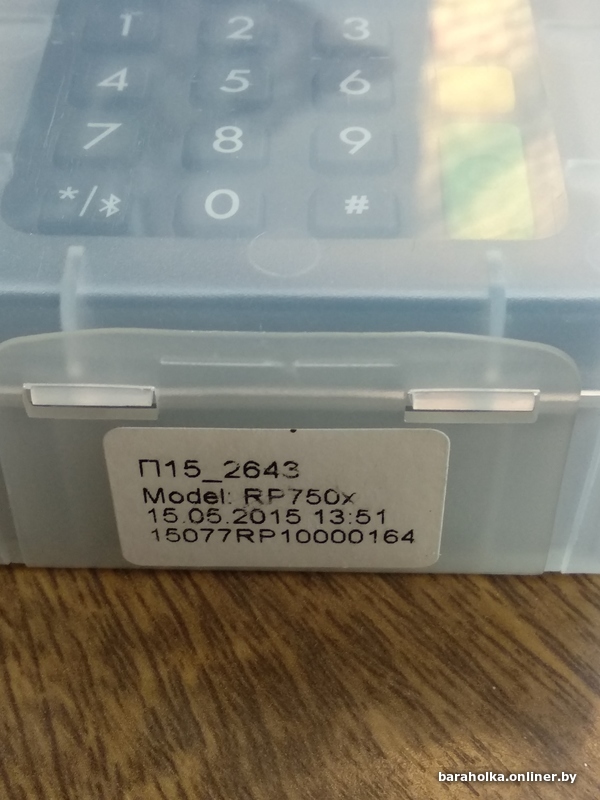 1 2 3
4 5 6
7 8 9
*/ 0 #
П15_2643
Model: RP750x
15.05.2015 13:51
15077RP10000164
baraholka.onliner.by